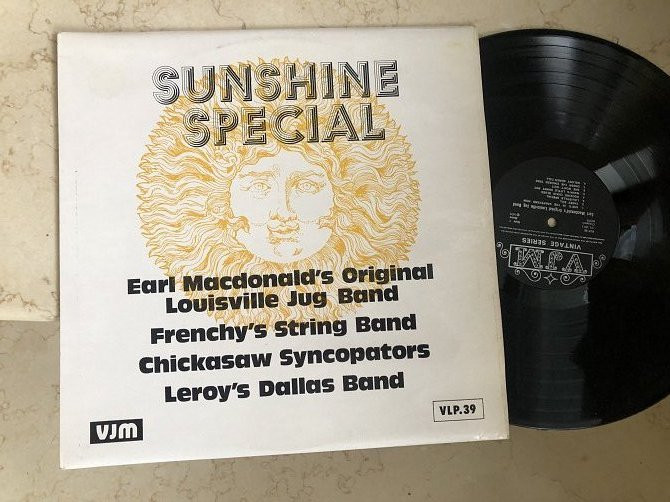 SUNSHINE
SPECIAL
Earl Macdonald's Original
Louisville Jug Band
Frenchy's String Band
Chickasaw Syncopators
Leroy's Dallas Band
VJM
VLP.39
VJM
VINTAGE SERIES